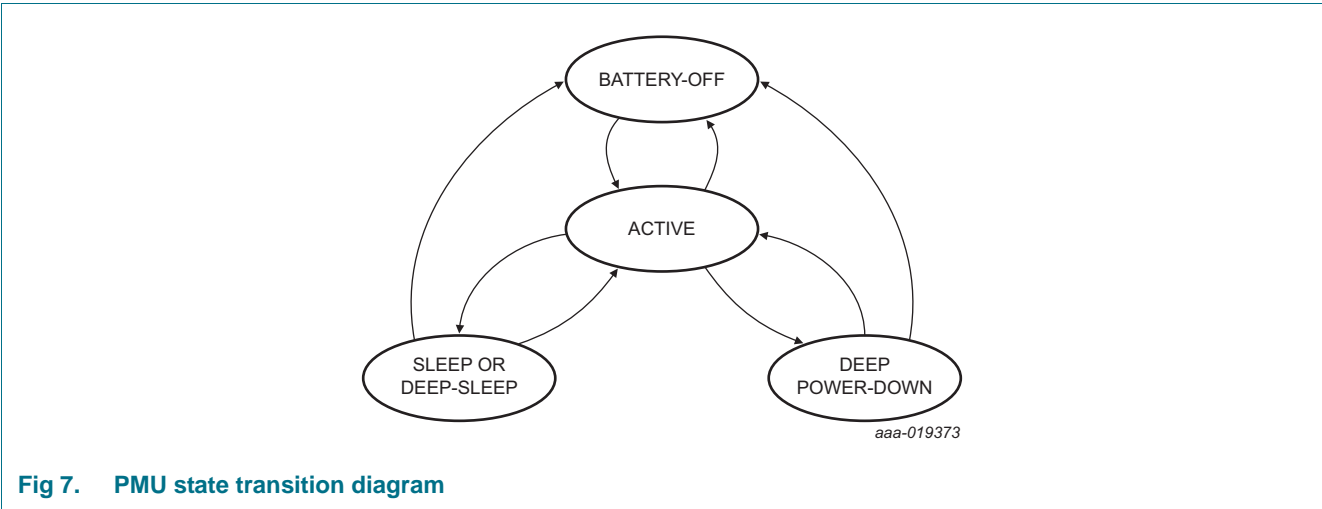 BATTERY-OFF
ACTIVE
SLEEP OR
DEEP-SLEEP
DEEP
POWER-DOWN
aaa-019373
Fig 7. PMU state transition diagram